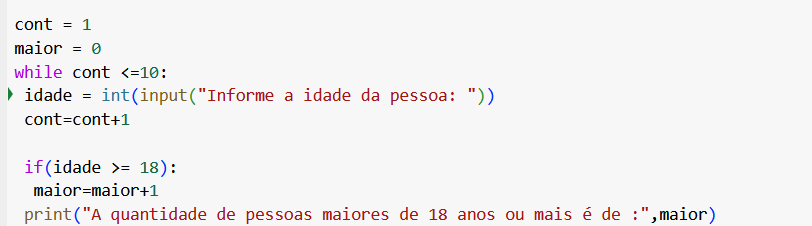 cont = 1
maior = 0
while cont <=10:
 idade = int(input("Informe a idade da pessoa: "))
 cont=cont+1

 if(idade >= 18):
  maior=maior+1
 print("A quantidade de pessoas maiores de 18 anos ou mais é de :",maior)